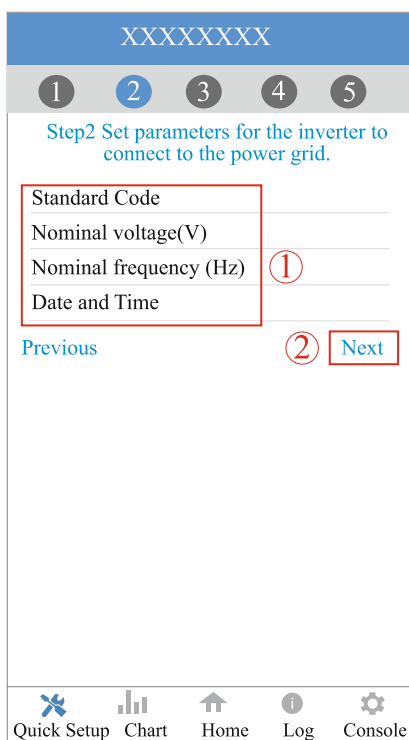 XXXXXXXX
1 2 3 4 5
Step2 Set parameters for the inverter to
connect to the power grid.
Standard Code
Nominal voltage(V)
Nominal frequency (Hz)
①
Date and Time
Previous
②
Next
Quick Setup Chart Home Log Console